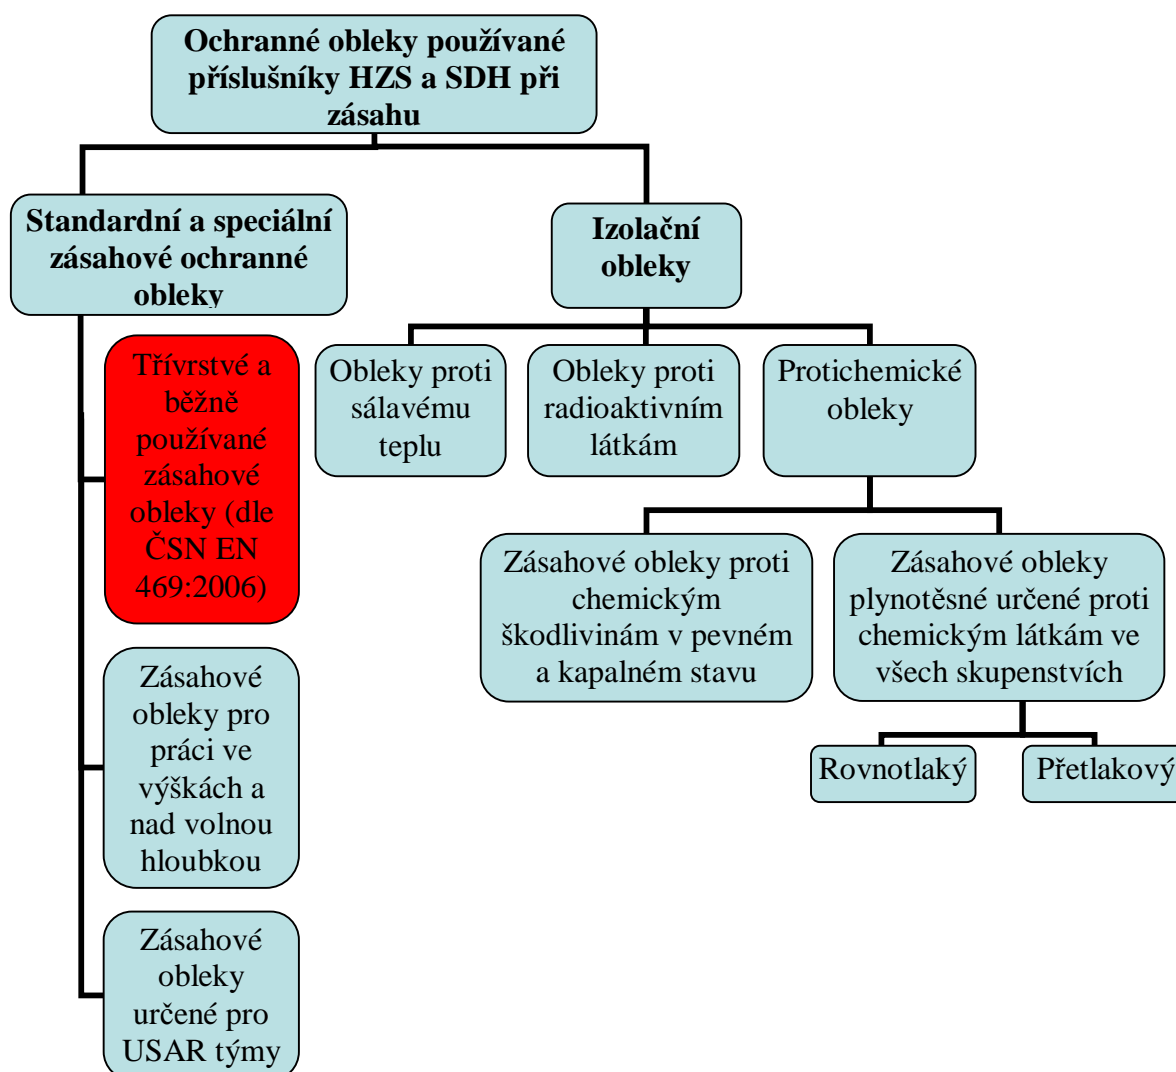 Ochranné obleky používané
příslušníky HZS a SDH při
zásahu
Standardní a speciální
zásahové ochranné
obleky
Izolační
obleky
Třívrstvé a
běžně
používané
zásahové
obleky (dle
ČSN EN
469:2006)
Obleky proti
sálavému
teplu
Obleky proti
radioaktivním
látkám
Protichemické
obleky
Zásahové obleky proti
chemickým
škodlivinám v pevném
a kapalném stavu
Zásahové obleky
plynotěsné určené proti
chemickým látkám ve
všech skupenstvích
Zásahové
obleky pro
práci ve
výškách a
nad volnou
hloubkou
Rovnotlaký
Přetlakový
Zásahové
obleky
určené pro
USAR týmy